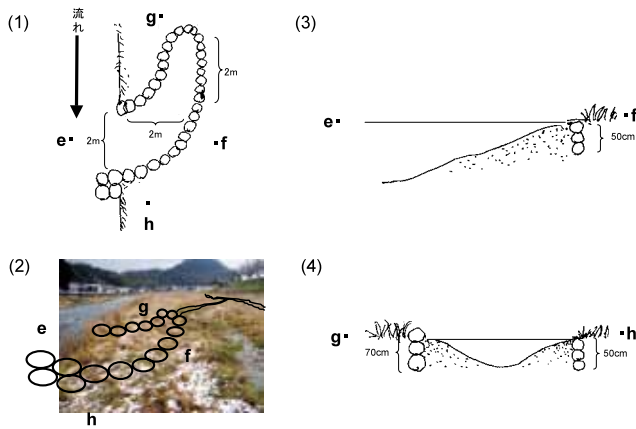 (1)
流れ
g
2m
2m
2m
e
f
h
(2)
g
e
f
h
(3)
e
f
50cm
(4)
g
h
70cm
50cm